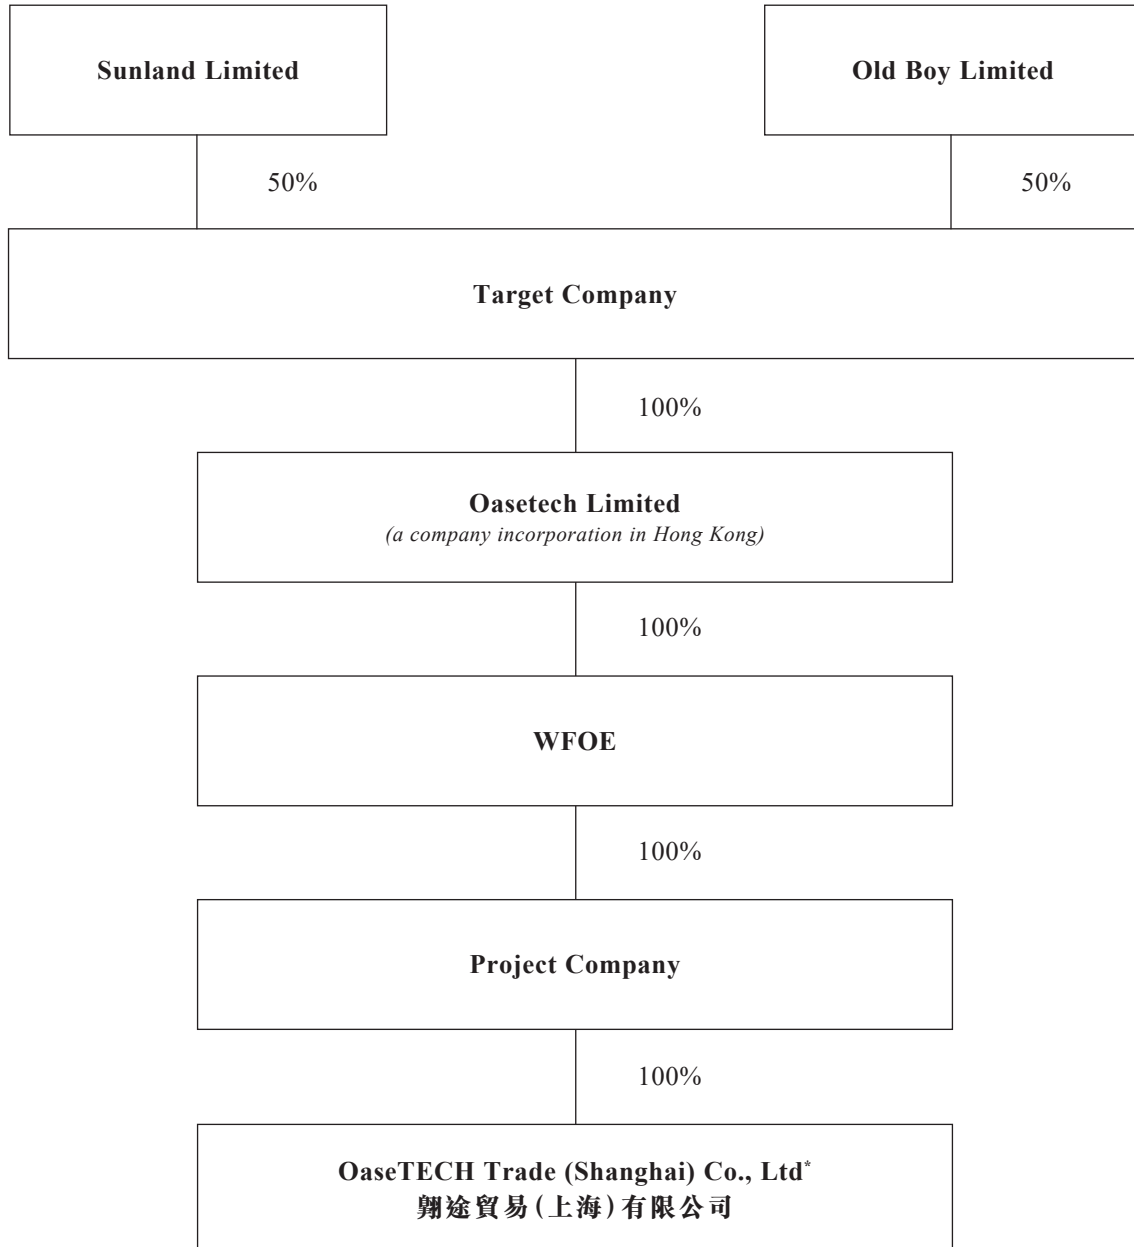 Sunland Limited
Old Boy Limited
50%
50%
Target Company
100%
Oasetech Limited
(a company incorporation in Hong Kong)
100%
WFOE
100%
Project Company
100%
OaseTECH Trade (Shanghai) Co., Ltd*
翺途貿易(上海)有限公司